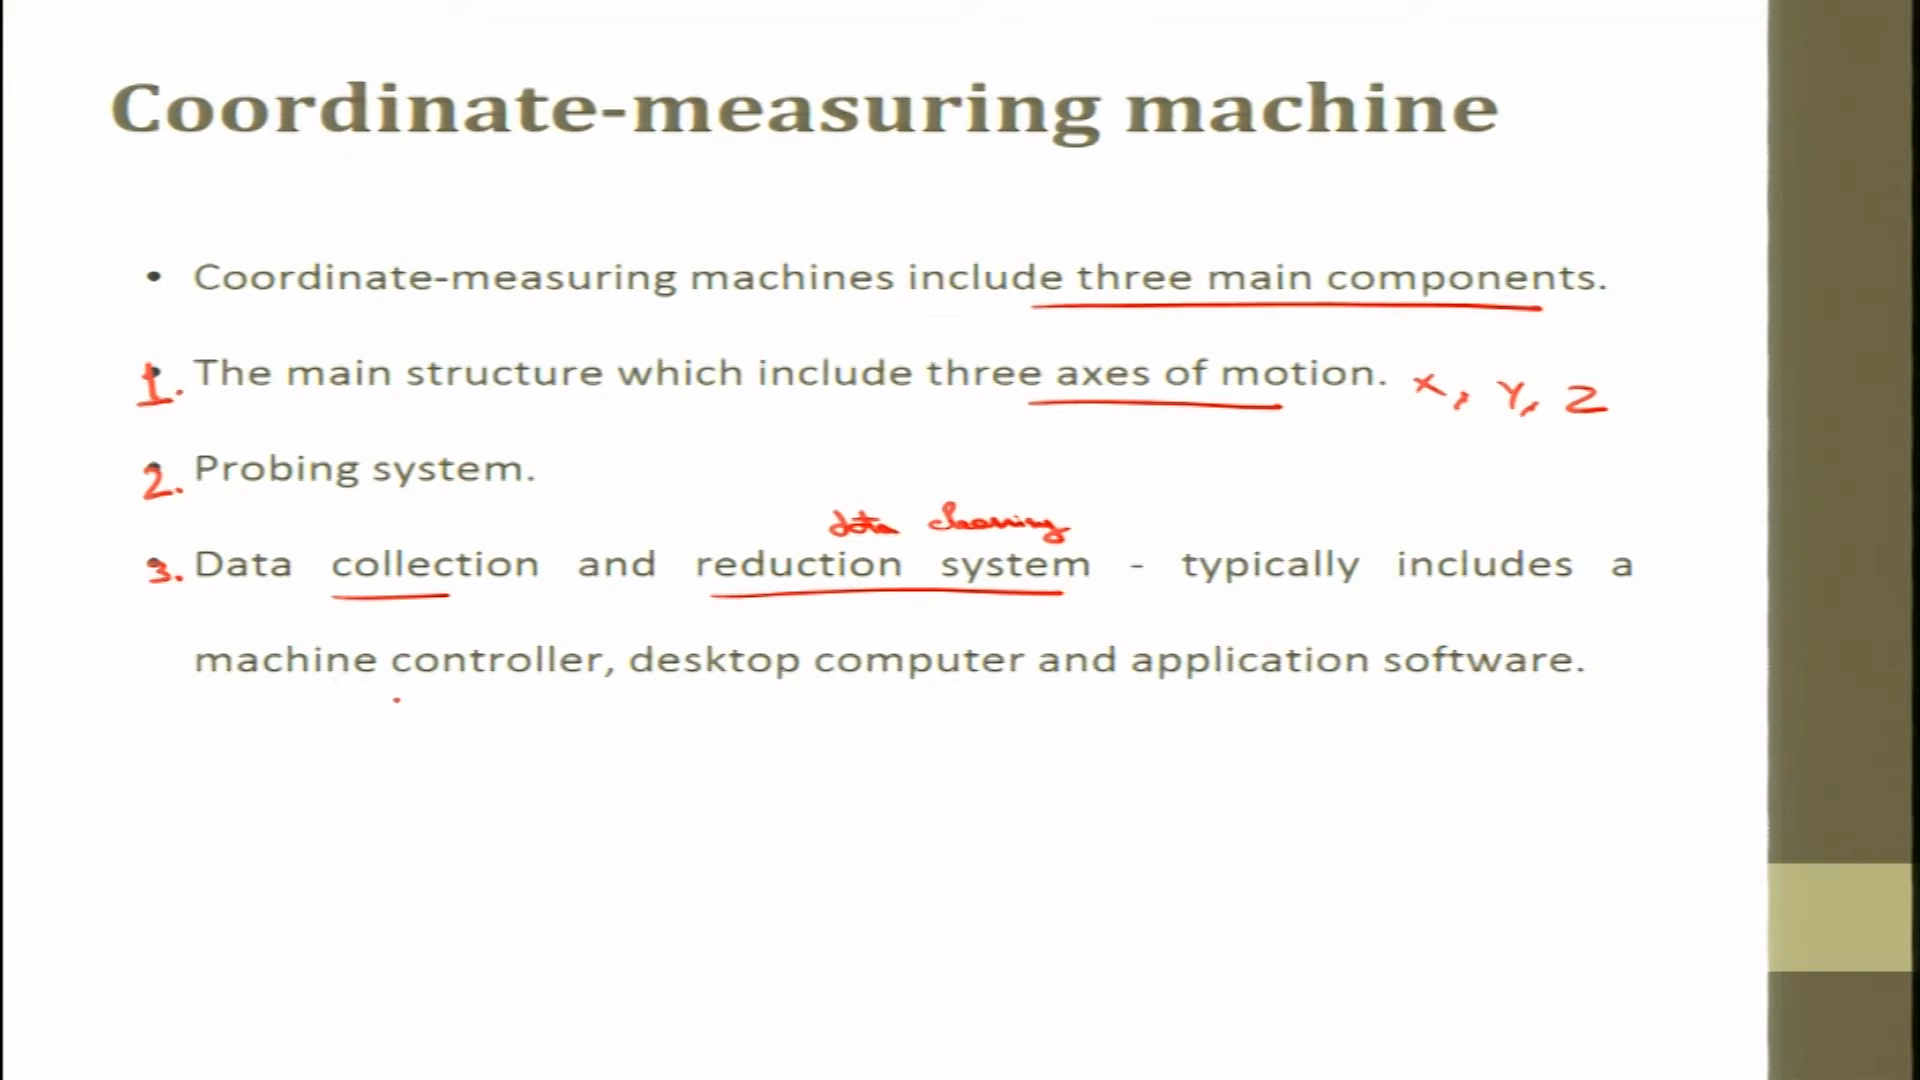 Coordinate-measuring machine
• Coordinate-measuring machines include three main components.
1. The main structure which include three axes of motion. X, Y, Z
2. Probing system.
data cleaning
3. Data collection and reduction system - typically includes a
machine controller, desktop computer and application software.